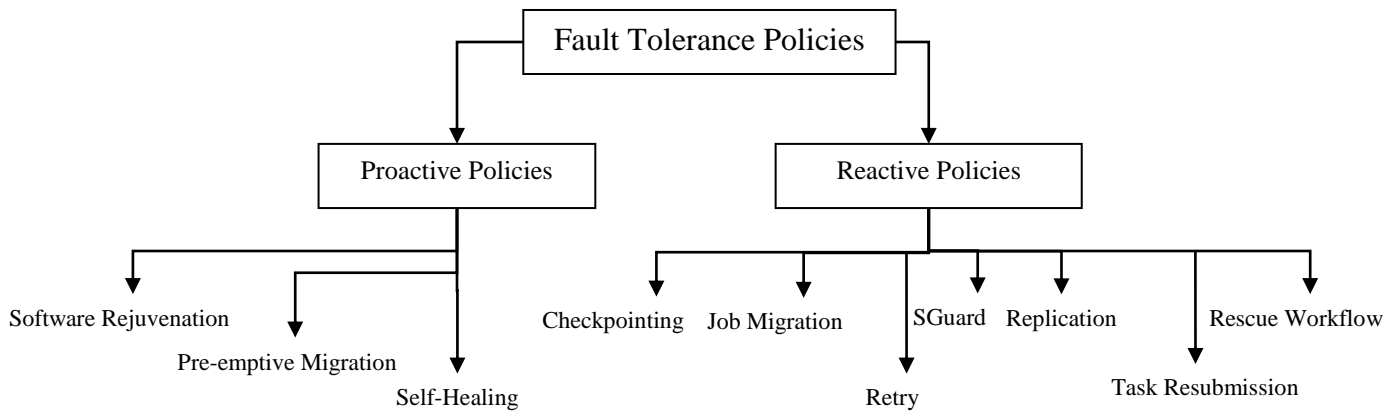 Fault Tolerance Policies
Proactive Policies
Reactive Policies
Software Rejuvenation
Pre-emptive Migration
Self-Healing
Checkpointing
Job Migration
Retry
SGuard
Replication
Task Resubmission
Rescue Workflow